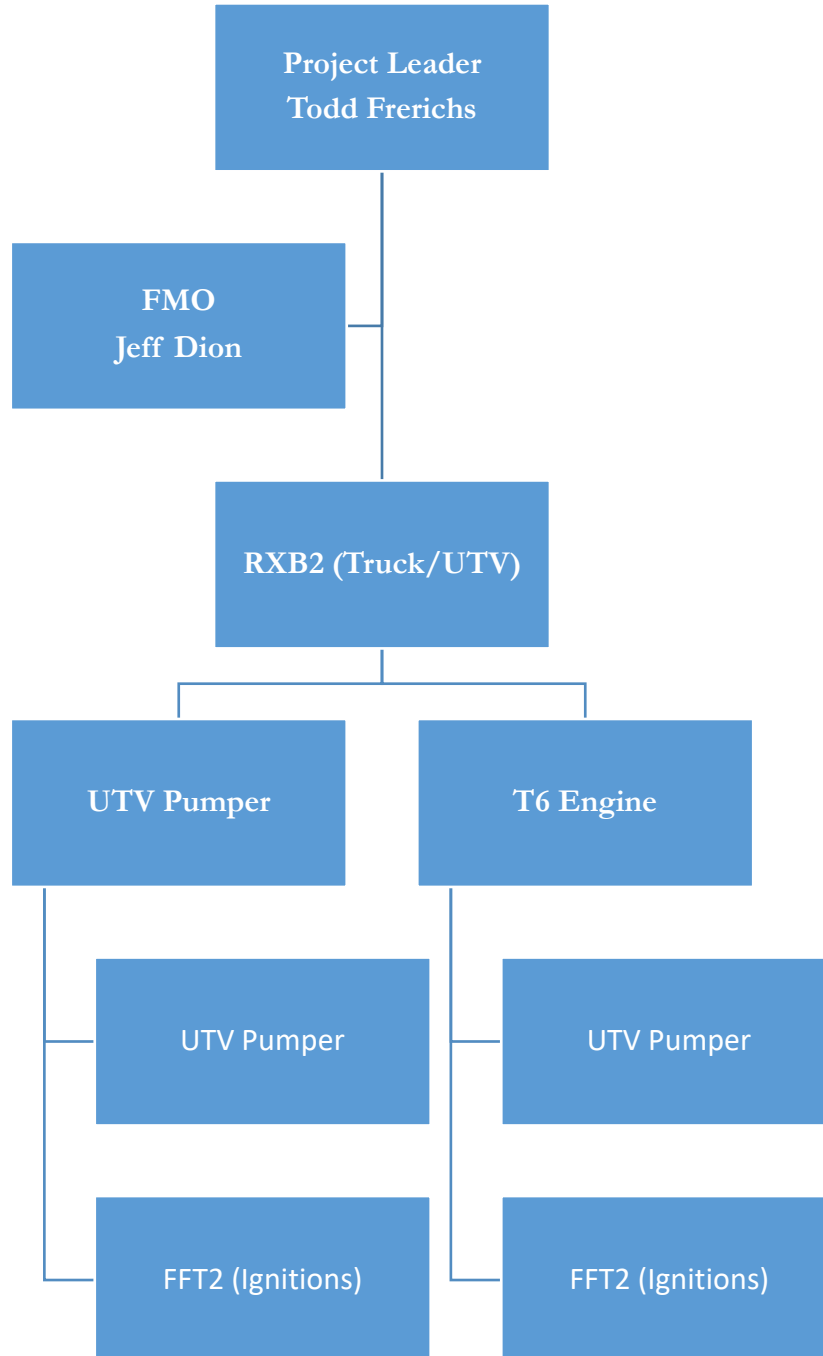 Project Leader
Todd Frerichs
FMO
Jeff Dion
RXB2 (Truck/UTV)
UTV Pumper
T6 Engine
UTV Pumper
UTV Pumper
FFT2 (Ignitions)
FFT2 (Ignitions)